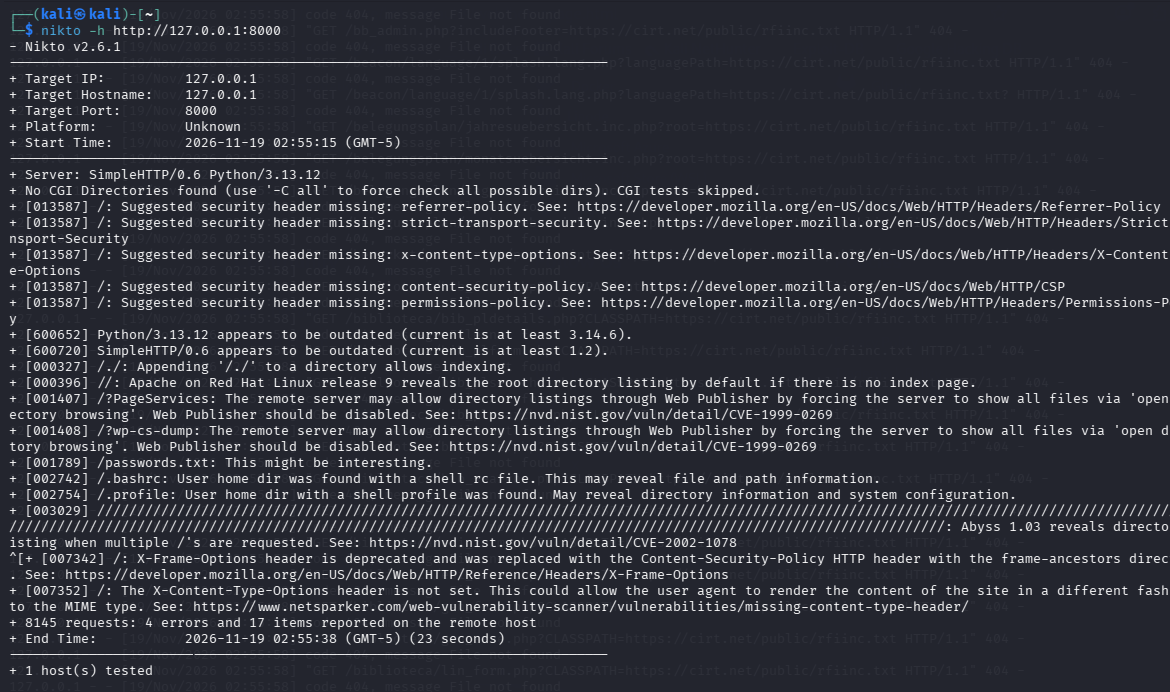 ┌──(kali㉿kali)-[~]
└─$ nikto -h http://127.0.0.1:8000
- Nikto v2.6.1
---------------------------------------------------------------------------
+ Target IP:          127.0.0.1
+ Target Hostname:    127.0.0.1
+ Target Port:        8000
+ Platform:           Unknown
+ Start Time:         2026-11-19 02:55:15 (GMT-5)
---------------------------------------------------------------------------
+ Server: SimpleHTTP/0.6 Python/3.13.12
+ No CGI Directories found (use '-C all' to force check all possible dirs). CGI tests skipped.
+ [013587] /: Suggested security header missing: referrer-policy. See: https://developer.mozilla.org/en-US/docs/Web/HTTP/Headers/Referrer-Policy
+ [013587] /: Suggested security header missing: strict-transport-security. See: https://developer.mozilla.org/en-US/docs/Web/HTTP/Headers/Strict
nsport-Security
+ [013587] /: Suggested security header missing: x-content-type-options. See: https://developer.mozilla.org/en-US/docs/Web/HTTP/Headers/X-Content
e-Options
+ [013587] /: Suggested security header missing: content-security-policy. See: https://developer.mozilla.org/en-US/docs/Web/HTTP/CSP
+ [013587] /: Suggested security header missing: permissions-policy. See: https://developer.mozilla.org/en-US/docs/Web/HTTP/Headers/Permissions-P
y
+ [600652] Python/3.13.12 appears to be outdated (current is at least 3.14.6).
+ [600720] SimpleHTTP/0.6 appears to be outdated (current is at least 1.2).
+ [000327] /./: Appending '/./' to a directory allows indexing.
+ [000396] //: Apache on Red Hat Linux release 9 reveals the root directory listing by default if there is no index page.
+ [001407] /?PageServices: The remote server may allow directory listings through Web Publisher by forcing the server to show all files via 'open
ectory browsing'. Web Publisher should be disabled. See: https://nvd.nist.gov/vuln/detail/CVE-1999-0269
+ [001408] /?wp-cs-dump: The remote server may allow directory listings through Web Publisher by forcing the server to show all files via 'open d
tory browsing'. Web Publisher should be disabled. See: https://nvd.nist.gov/vuln/detail/CVE-1999-0269
+ [001789] /passwords.txt: This might be interesting.
+ [002742] /.bashrc: User home dir was found with a shell rc file. This may reveal file and path information.
+ [002754] /.profile: User home dir with a shell profile was found. May reveal directory information and system configuration.
+ [003029] //////////////////////////////////////////////////////////////////////////////////////////////////////////////////////////////////////
/////////////////////////////////////////////////////////////////////////////////////////////////////////////////////: Abyss 1.03 reveals directo
isting when multiple /'s are requested. See: https://nvd.nist.gov/vuln/detail/CVE-2002-1078
^[+ [007342] /: X-Frame-Options header is deprecated and was replaced with the Content-Security-Policy HTTP header with the frame-ancestors direc
. See: https://developer.mozilla.org/en-US/docs/Web/HTTP/Reference/Headers/X-Frame-Options
+ [007352] /: The X-Content-Type-Options header is not set. This could allow the user agent to render the content of the site in a different fash
to the MIME type. See: https://www.netsparker.com/web-vulnerability-scanner/vulnerabilities/missing-content-type-header/
+ 8145 requests: 4 errors and 17 items reported on the remote host
+ End Time:           2026-11-19 02:55:38 (GMT-5) (23 seconds)
---------------------------------------------------------------------------
+ 1 host(s) tested